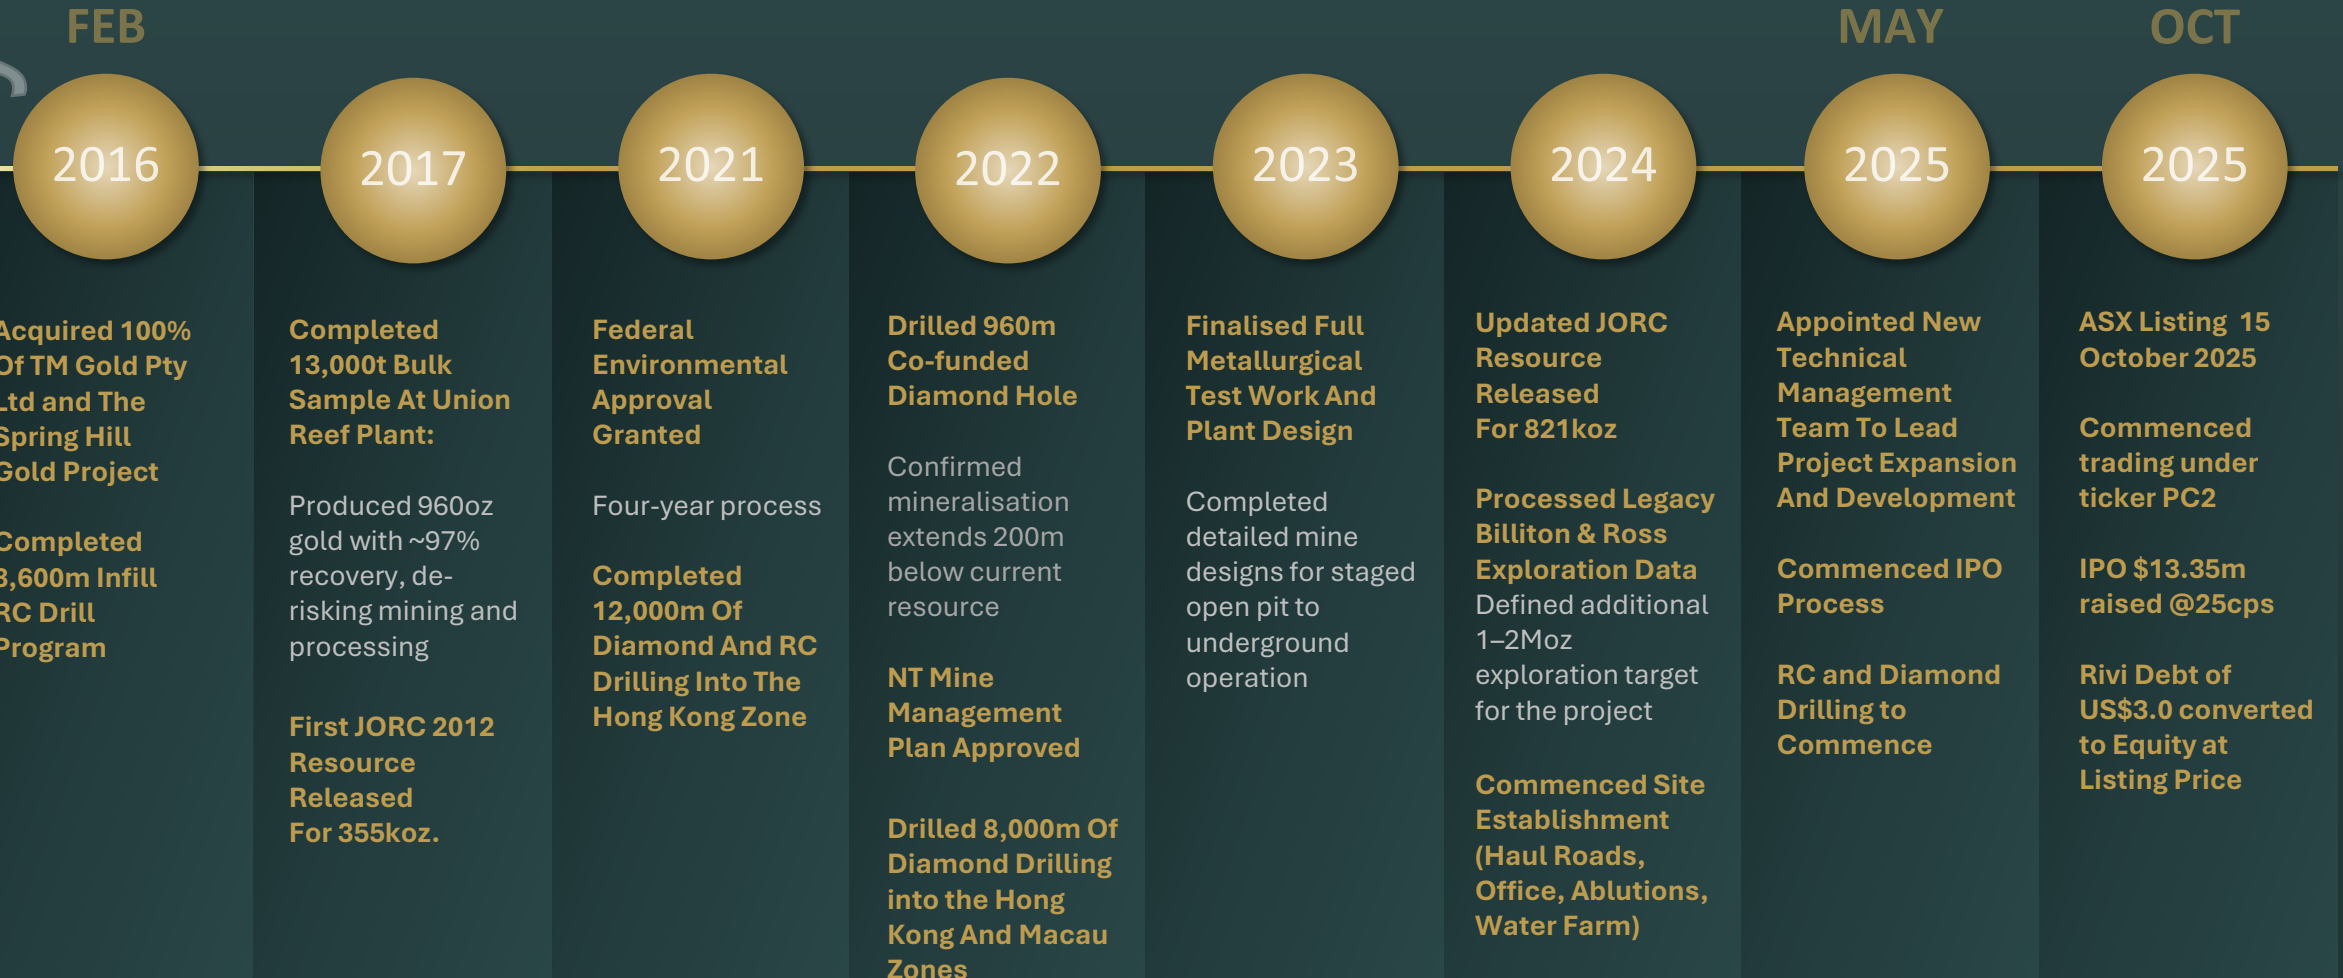 FEB
2016
Acquired 100%
Of TM Gold Pty
Ltd and The
Spring Hill
Gold Project
Completed
3,600m Infill
RC Drill
Program
2017
Completed
13,000t Bulk
Sample At Union
Reef Plant:
Produced 960oz
gold with ~97%
recovery, de-
risking mining and
processing
First JORC 2012
Resource
Released
For 355koz.
2021
Federal
Environmental
Approval
Granted
Four-year process
Completed
12,000m Of
Diamond And RC
Drilling Into The
Hong Kong Zone
2022
Drilled 960m
Co-funded
Diamond Hole
Confirmed
mineralisation
extends 200m
below current
resource
NT Mine
Management
Plan Approved
Drilled 8,000m Of
Diamond Drilling
into the Hong
Kong And Macau
Zones
2023
Finalised Full
Metallurgical
Test Work And
Plant Design
Completed
detailed mine
designs for staged
open pit to
underground
operation
2024
Updated JORC
Resource
Released
For 821koz
Processed Legacy
Billiton & Ross
Exploration Data
Defined additional
1–2Moz
exploration target
for the project
Commenced Site
Establishment
(Haul Roads,
Office, Ablutions,
Water Farm)
MAY
2025
Appointed New
Technical
Management
Team To Lead
Project Expansion
And Development
Commenced IPO
Process
RC and Diamond
Drilling to
Commence
OCT
2025
ASX Listing 15
October 2025
Commenced
trading under
ticker PC2
IPO $13.35m
raised @25cps
Rivi Debt of
US$3.0 converted
to Equity at
Listing Price